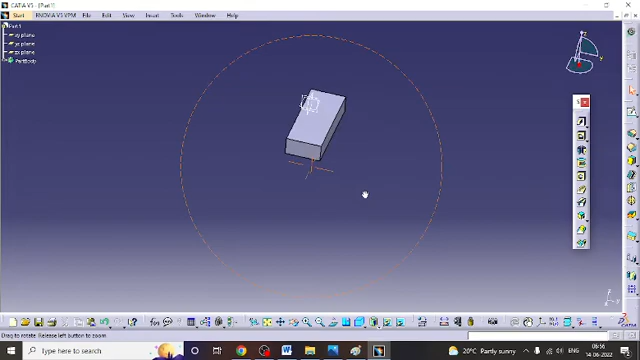 CATIA V5 - [Part1]
Start ENOVIA V5 VPM File Edit View Insert Tools Window Help
Part1
xy plane
yz plane
zx plane
PartBody
Drag to rotate. Release left button to zoom.
Type here to search
20°C Partly sunny
ENG
08:56
14-06-2022